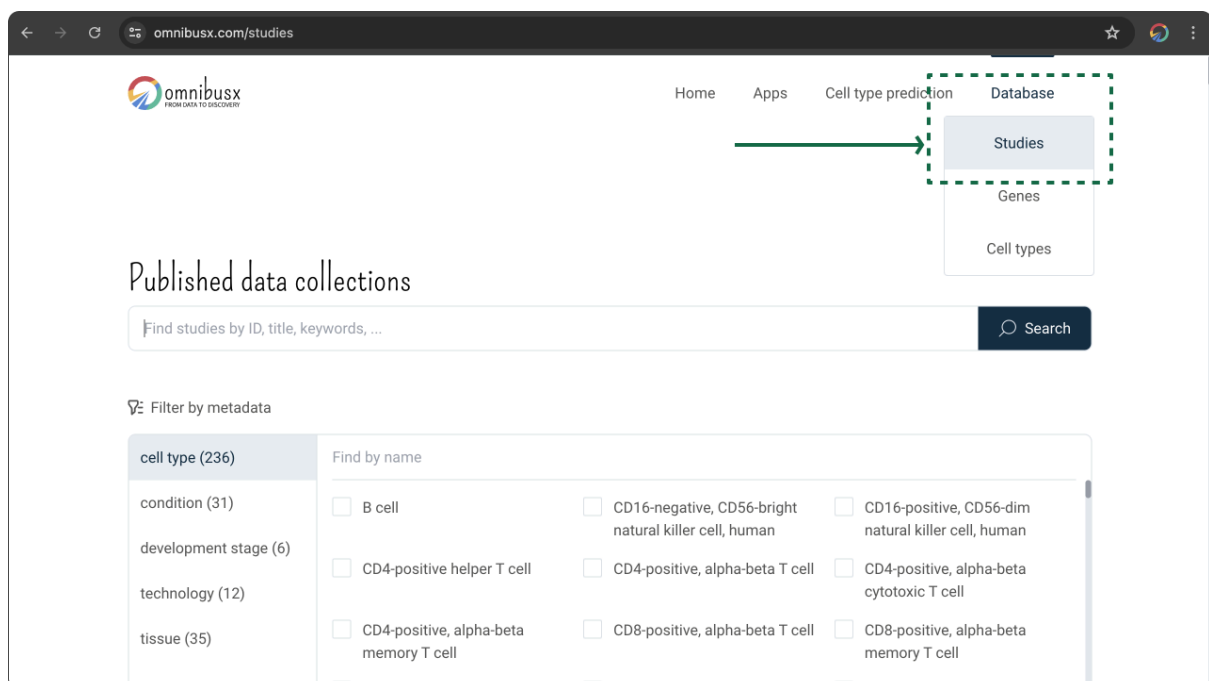 omnibusx.com/studies
omnibusx
FROM DATA TO DISCOVERY
Home Apps Cell type prediction Database
Studies
Genes
Cell types
Published data collections
Find studies by ID, title, keywords, ...
Search
Filter by metadata
cell type (236)
condition (31)
development stage (6)
technology (12)
tissue (35)
Find by name
B cell
CD16-negative, CD56-bright
natural killer cell, human
CD16-positive, CD56-dim
natural killer cell, human
CD4-positive helper T cell
CD4-positive, alpha-beta T cell
CD4-positive, alpha-beta
cytotoxic T cell
CD4-positive, alpha-beta
memory T cell
CD8-positive, alpha-beta T cell
CD8-positive, alpha-beta
memory T cell